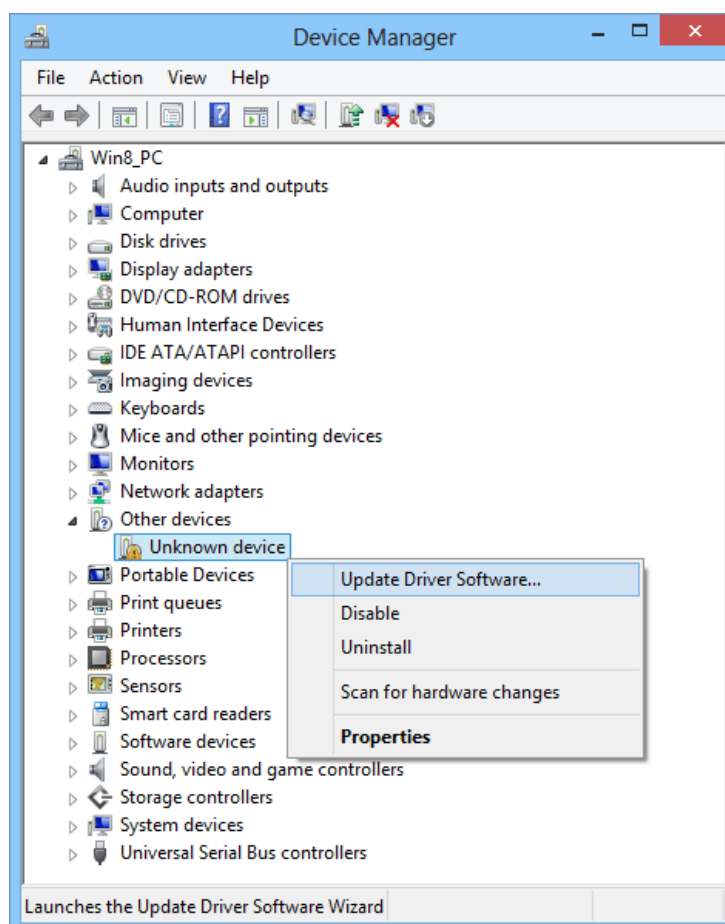 Device Manager
File Action View Help
Win8_PC
Audio inputs and outputs
Computer
Disk drives
Display adapters
DVD/CD-ROM drives
Human Interface Devices
IDE ATA/ATAPI controllers
Imaging devices
Keyboards
Mice and other pointing devices
Monitors
Network adapters
Other devices
Unknown device
Portable Devices
Print queues
Printers
Processors
Sensors
Smart card readers
Software devices
Sound, video and game controllers
Storage controllers
System devices
Universal Serial Bus controllers
Update Driver Software...
Disable
Uninstall
Scan for hardware changes
Properties
Launches the Update Driver Software Wizard